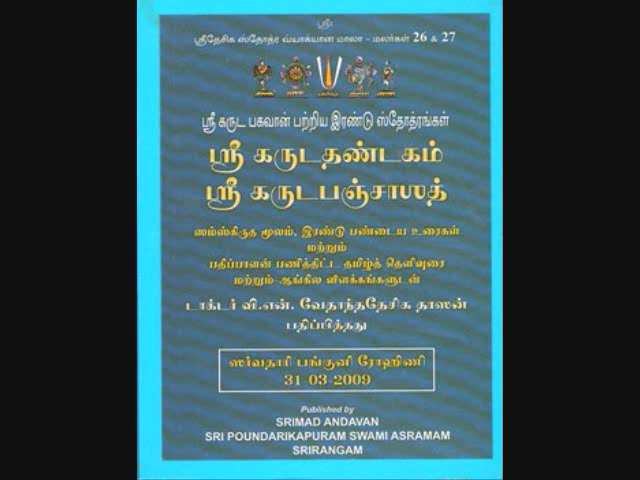 ஸ்ரீ:
ஸ்ரீதேசிக ஸ்தோத்ர வ்யாக்யான மாலா – மலர்கள் 26 & 27
ஸ்ரீ கருட பகவான் பற்றிய இரண்டு ஸ்தோத்ரங்கள்
ஸ்ரீ கருடதண்டகம்
ஸ்ரீ கருடபஞ்சாஶத்
ஸம்ஸ்கிருத மூலம், இரண்டு பண்டைய உரைகள்
மற்றும்
பதிப்பாளன் பணித்திட்ட தமிழ்த் தெளிவுரை
மற்றும் ஆங்கில விளக்கங்களுடன்
டாக்டர் வி.என். வேதாந்ததேசிக தாஸன்
பதிப்பித்தது
ஸர்வதாரி பங்குனி ரோஹிணி
31-03-2009
Published by
SRIMAD ANDAVAN
SRI POUNDARIKAPURAM SWAMI ASRAMAM
SRIRANGAM